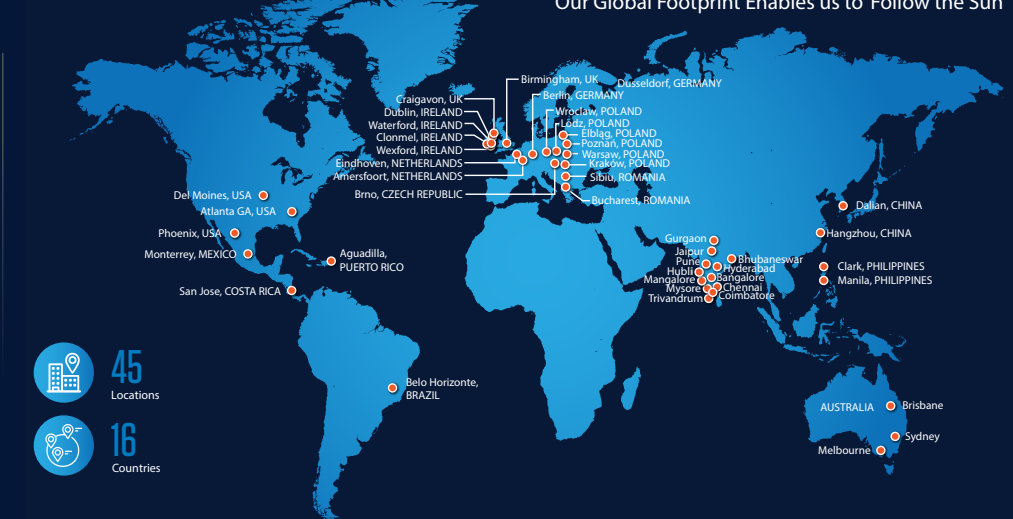 Our Global Footprint Enables us to 'Follow the Sun'
Birmingham, UK
Dusseldorf, GERMANY
Berlin, GERMANY
Craigavon, UK
Dublin, IRELAND
Waterford, IRELAND
Clonmel, IRELAND
Wexford, IRELAND
Eindhoven, NETHERLANDS
Amersfoort, NETHERLANDS
Brno, CZECH REPUBLIC
Wroclaw, POLAND
Łódź, POLAND
Elbląg, POLAND
Poznań, POLAND
Warsaw, POLAND
Kraków, POLAND
Sibiu, ROMANIA
Bucharest, ROMANIA
Del Moines, USA
Atlanta GA, USA
Phoenix, USA
Monterrey, MEXICO
Aguadilla,
PUERTO RICO
San Jose, COSTA RICA
Belo Horizonte,
BRAZIL
Gurgaon
Jaipur
Pune
Bhubaneswar
Hyderabad
Hubli
Bangalore
Mangalore
Chennai
Mysore
Coimbatore
Trivandrum
Dalian, CHINA
Hangzhou, CHINA
Clark, PHILIPPINES
Manila, PHILIPPINES
AUSTRALIA
Brisbane
Sydney
Melbourne
45
Locations
16
Countries